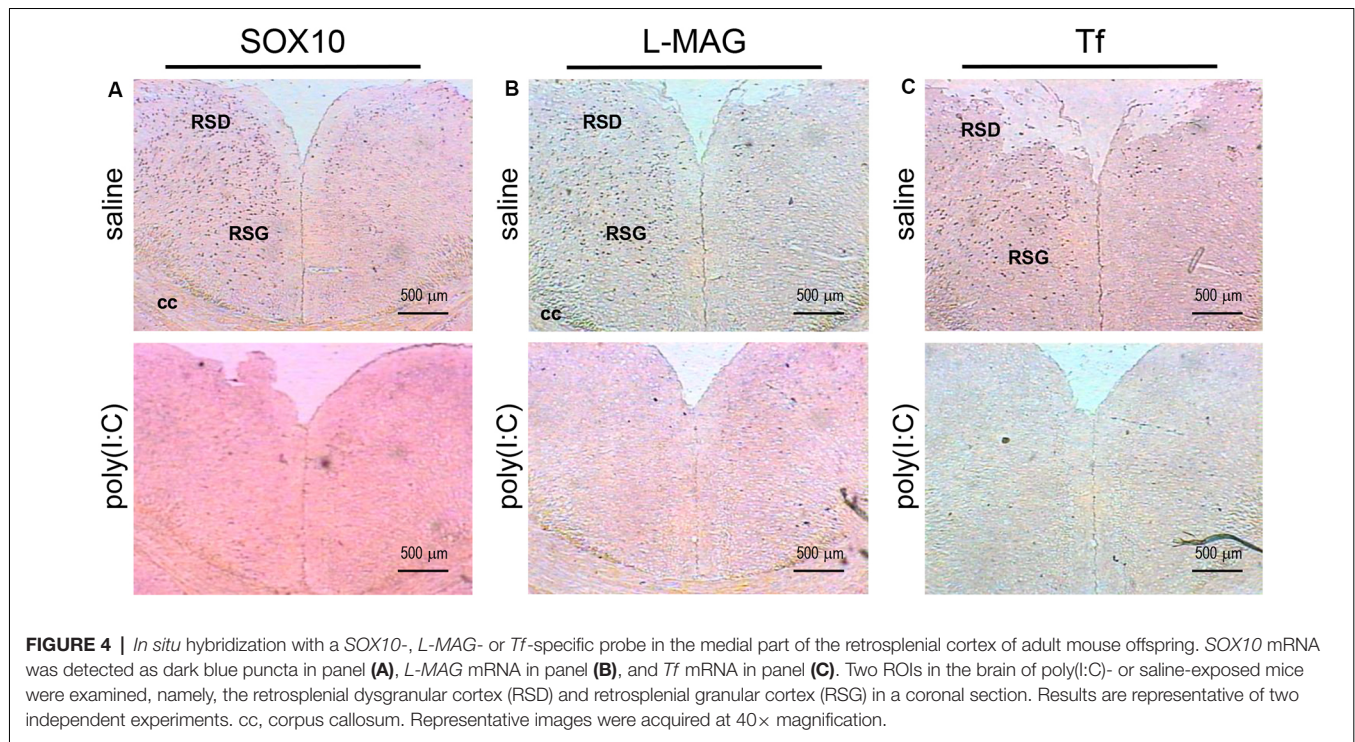 SOX10 L-MAG Tf
A B C
saline RSD RSG cc 500 μm
saline RSD RSG cc 500 μm
saline RSD RSG 500 μm
poly(I:C) 500 μm
poly(I:C) 500 μm
poly(I:C) 500 μm
FIGURE 4 | In situ hybridization with a SOX10-, L-MAG- or Tf-specific probe in the medial part of the retrosplenial cortex of adult mouse offspring. SOX10 mRNA
was detected as dark blue puncta in panel (A), L-MAG mRNA in panel (B), and Tf mRNA in panel (C). Two ROIs in the brain of poly(I:C)- or saline-exposed mice
were examined, namely, the retrosplenial dysgranular cortex (RSD) and retrosplenial granular cortex (RSG) in a coronal section. Results are representative of two
independent experiments. cc, corpus callosum. Representative images were acquired at 40× magnification.